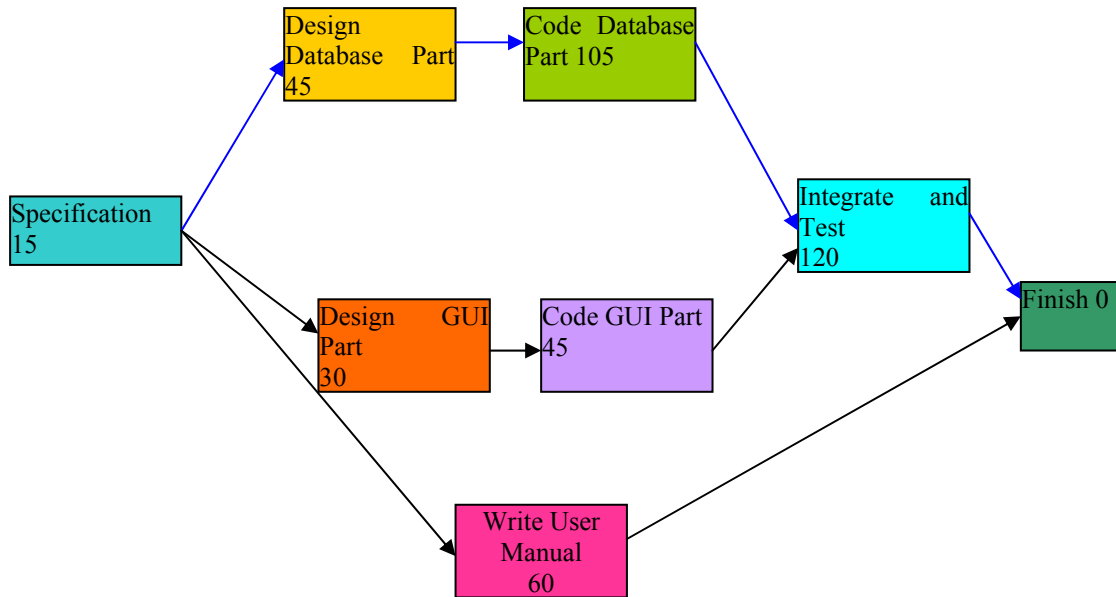 Design
Database Part
45
Code Database
Part 105
Specification
15
Integrate and
Test
120
Design GUI
Part
30
Code GUI Part
45
Finish 0
Write User
Manual
60